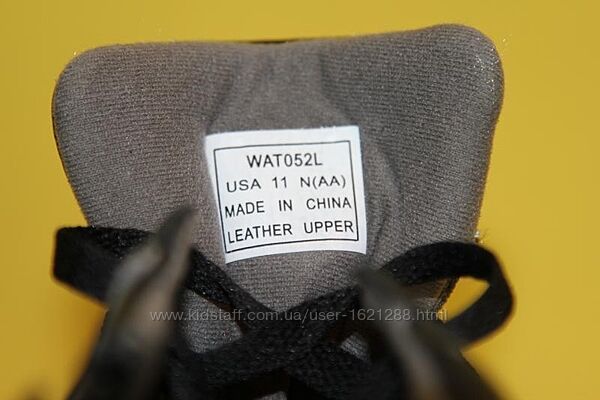 WAT052L
USA 11 N(AA)
MADE IN CHINA
LEATHER UPPER
www.kidstaff.com.ua/user-1621288.html